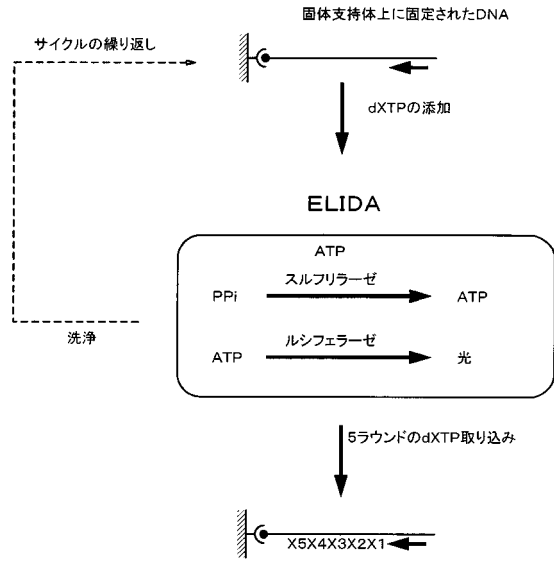 固体支持体上に固定されたDNA
サイクルの繰り返し
dXTPの添加
ELIDA
ATP
スルフリラーゼ
PPi ATP
ルシフェラーゼ
ATP 光
洗浄
5ラウンドのdXTP取り込み
X5X4X3X2X1